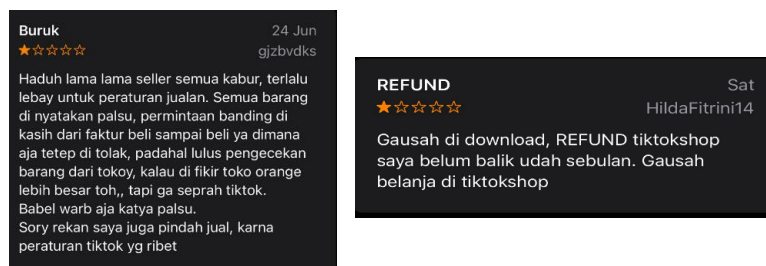 Buruk
24 Jun
gjzbvdks
Haduh lama lama seller semua kabur, terlalu
lebay untuk peraturan jualan. Semua barang
di nyatakan palsu, permintaan banding di
kasih dari faktur beli sampai beli ya dimana
aja tetep di tolak, padahal lulus pengecekan
barang dari tokoy, kalau di fikir toko orange
lebih besar toh,, tapi ga seprah tiktok.
Babel warb aja katya palsu.
Sory rekan saya juga pindah jual, karna
peraturan tiktok yg ribet
REFUND
Sat
HildaFitrini14
Gausah di download, REFUND tiktokshop
saya belum balik udah sebulan. Gausah
belanja di tiktokshop